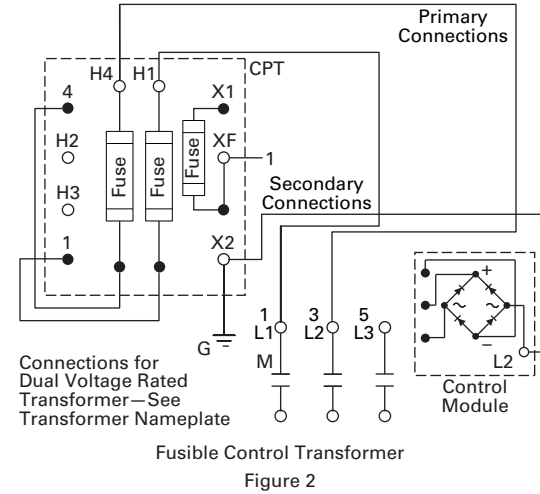 Primary
Connections
H4 H1 CPT
4 X1
H2 XF
1
Fuse Fuse Fuse
H3
Secondary
Connections
1 X2
1 3 5
L1 L2 L3
G
M
+
~ ~
−
L2
Control
Module
Connections for
Dual Voltage Rated
Transformer—See
Transformer Nameplate
Fusible Control Transformer
Figure 2